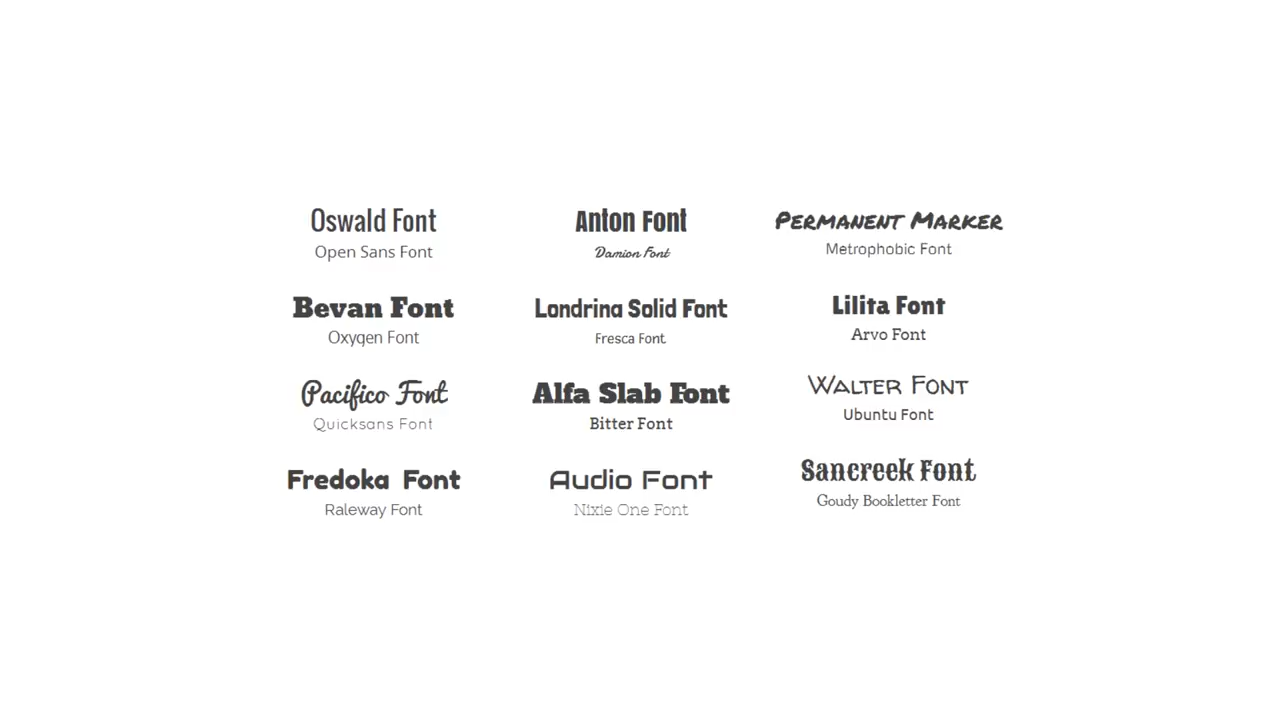 Oswald Font
Open Sans Font
Anton Font
Damion Font
Permanent Marker
Metrophobic Font
Bevan Font
Oxygen Font
Londrina Solid Font
Fresca Font
Lilita Font
Arvo Font
Pacifico Font
Quicksans Font
Alfa Slab Font
Bitter Font
Walter Font
Ubuntu Font
Fredoka Font
Raleway Font
Audio Font
Nixie One Font
Sancreek Font
Goudy Bookletter Font